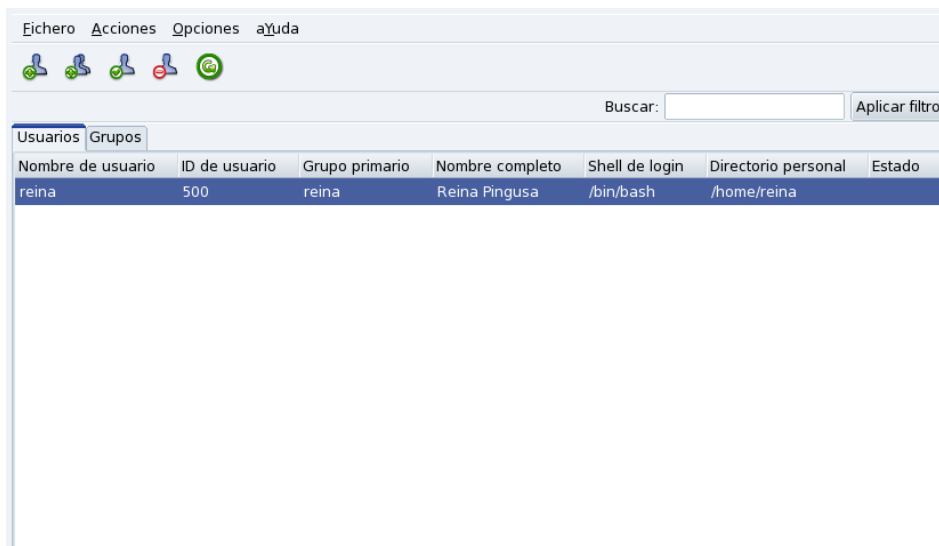 Fichero Acciones Opciones aYuda
Buscar: Aplicar filtro
Usuarios Grupos
Nombre de usuario ID de usuario Grupo primario Nombre completo Shell de login Directorio personal Estado
reina 500 reina Reina Pingusa /bin/bash /home/reina